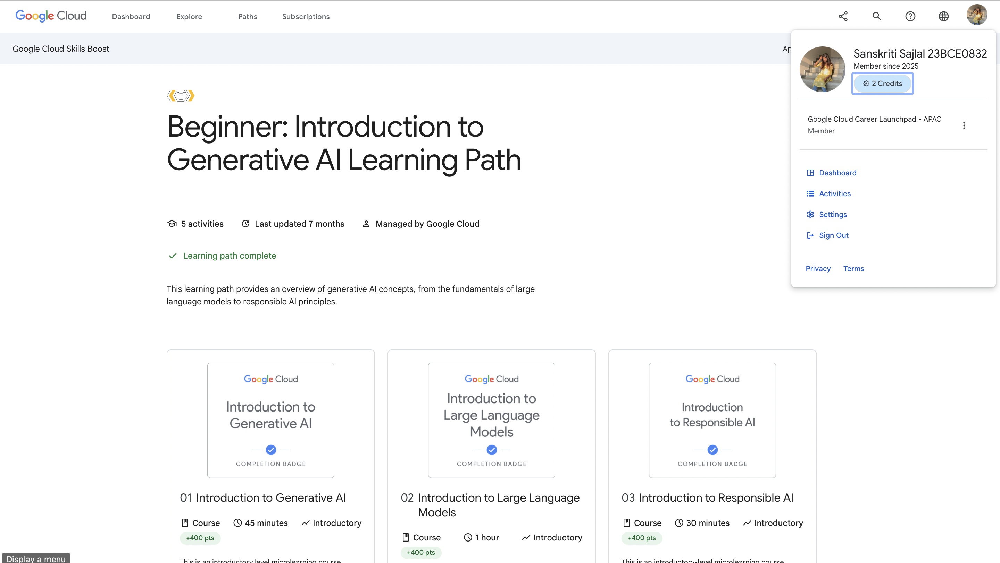 Google Cloud
Dashboard
Explore
Paths
Subscriptions
Google Cloud Skills Boost
Ap
Sanskriti Sajlal 23BCE0832
Member since 2025
2 Credits
Google Cloud Career Launchpad - APAC
Member
Dashboard
Activities
Settings
Sign Out
Privacy
Terms
Beginner: Introduction to
Generative AI Learning Path
5 activities
Last updated 7 months
Managed by Google Cloud
Learning path complete
This learning path provides an overview of generative AI concepts, from the fundamentals of large
language models to responsible AI principles.
Google Cloud
Introduction to
Generative AI
COMPLETION BADGE
01 Introduction to Generative AI
Course
45 minutes
Introductory
+400 pts
This is an introductory level microlearning course
Google Cloud
Introduction to
Large Language
Models
COMPLETION BADGE
02 Introduction to Large Language
Models
Course
1 hour
Introductory
+400 pts
Google Cloud
Introduction
to Responsible AI
COMPLETION BADGE
03 Introduction to Responsible AI
Course
30 minutes
Introductory
+400 pts
This is an introductory-level microlearning course
Display a menu